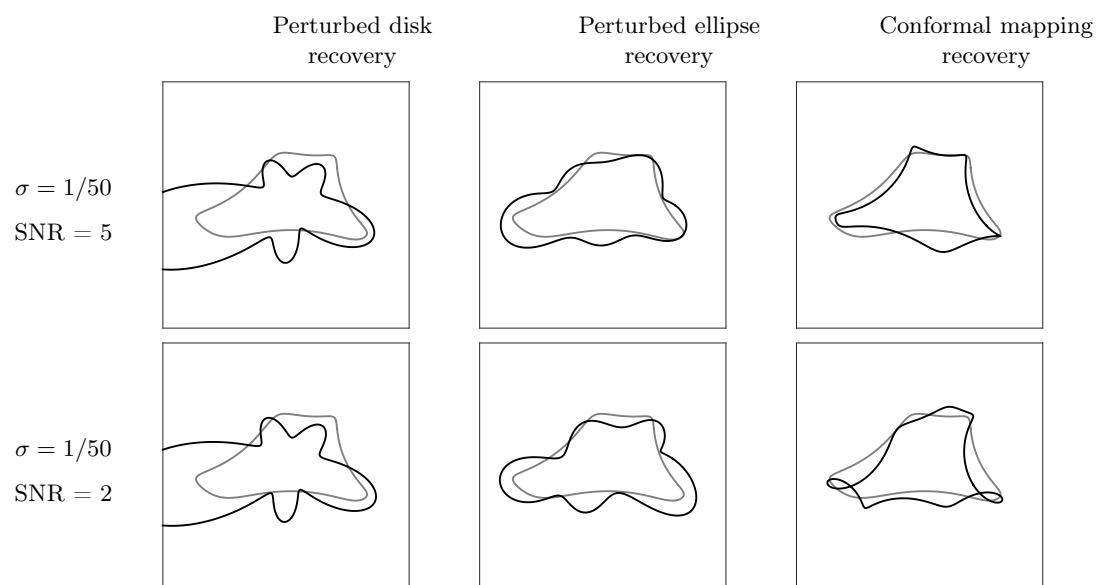 Perturbed disk
recovery
Perturbed ellipse
recovery
Conformal mapping
recovery
σ = 1/50
SNR = 5
σ = 1/50
SNR = 2